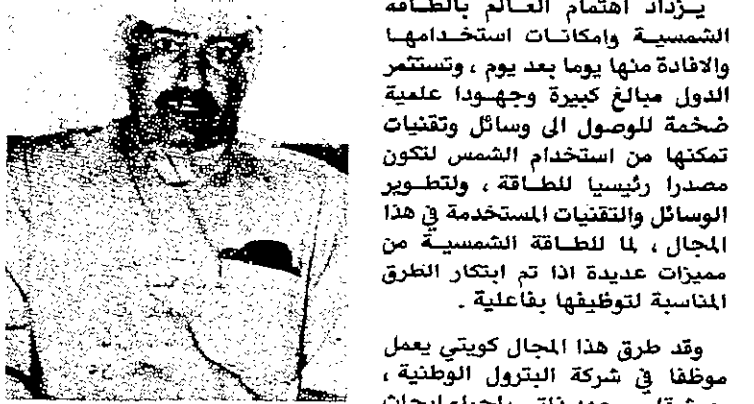 يـزداد اهتمام العـالم بالطـاقة
الشمسيـة وامكانـات استخـدامهـا
والافادة منها يوما بعد يوم ، وتستثمر
الدول مبالغ كبيرة وجهـودا علمية
ضخمة للوصول الى وسائل وتقنيات
تمكنها من استخدام الشمس لتكون
مصدرا رئيسيا للطـاقة ، ولتطـوير
الوسائل والتقنيات المستخدمة في هذا
المجال ، لما للطـاقة الشمسيـة من
مميزات عديدة اذا تم ابتكار الطرق
المناسبة لتوظيفها بفاعلية .
وقد طرق هذا المجال كويتي يعمل
موظفا في شركة البترول الوطنية ،
باجراء ابحاث